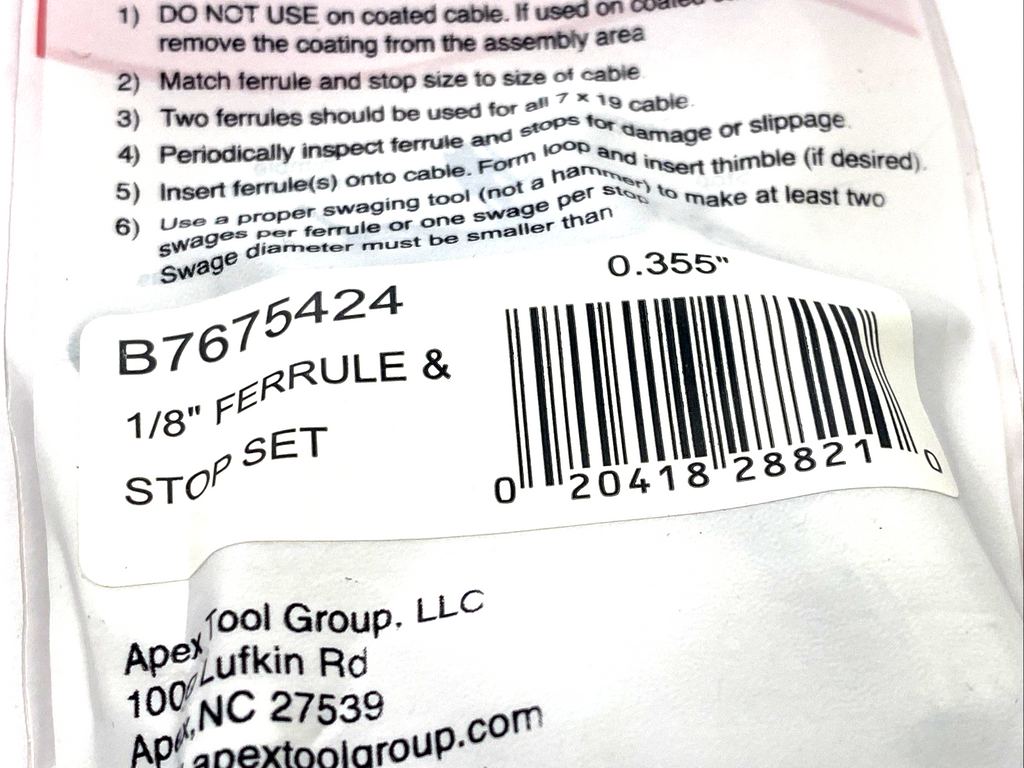 1) DO NOT USE on coated cable. If used on coated
remove the coating from the assembly area
2) Match ferrule and stop size to size of cable.
3) Two ferrules should be used for all 7 x 19 cable.
4) Periodically inspect ferrule and stops for damage or slippage.
5) Insert ferrule(s) onto cable. Form loop and insert thimble (if desired).
6) Use a proper swaging tool (not a hammer) to make at least two
swages per ferrule or one swage per stop
Swage diameter must be smaller than
0.355"
B7675424
1/8" FERRULE &
STOP SET
0 20418 28821 0
Apex Tool Group, LLC
1000 Lufkin Rd
Apex, NC 27539
apextoolgroup.com